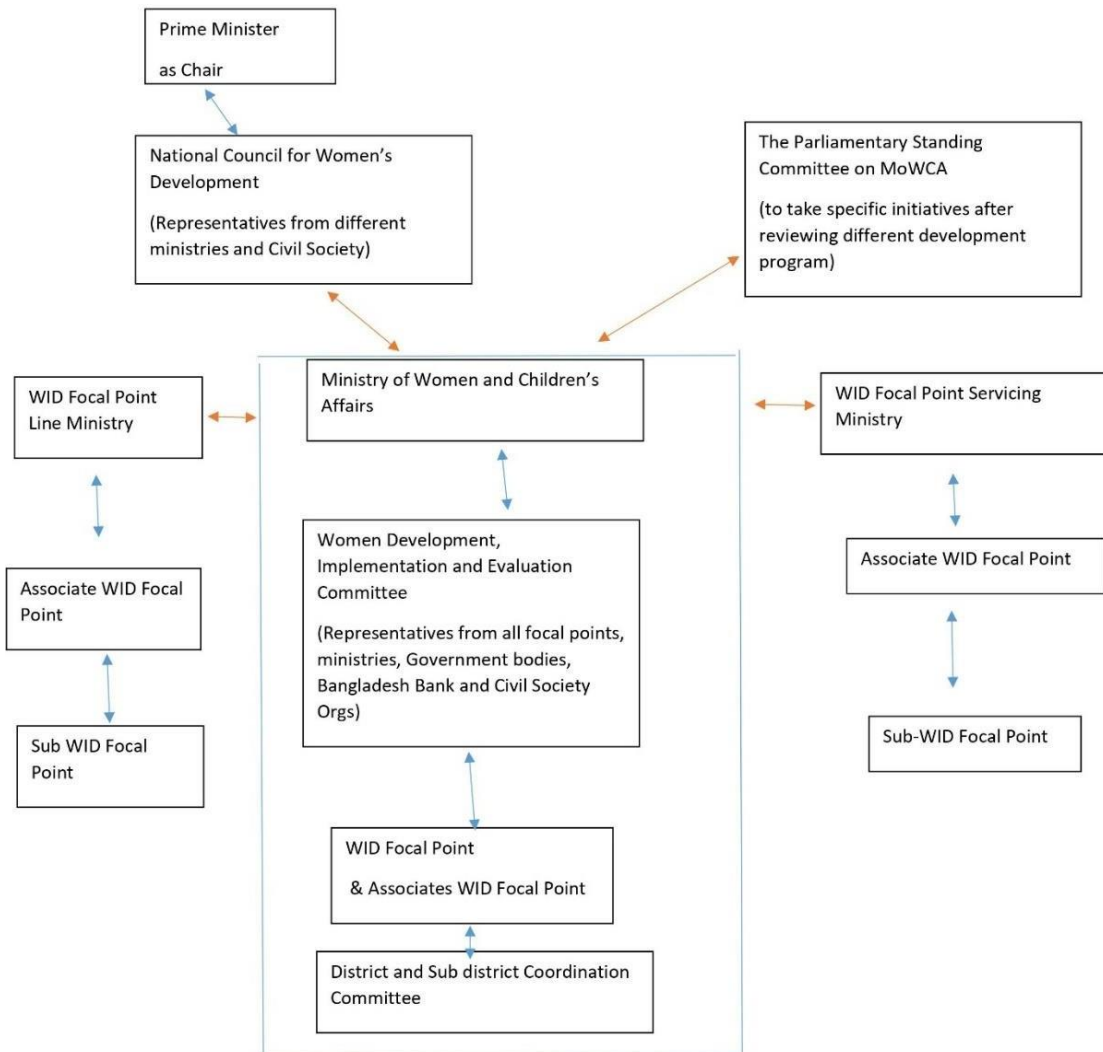 Prime Minister
as Chair
National Council for Women’s
Development
(Representatives from different
ministries and Civil Society)
The Parliamentary Standing
Committee on MoWCA
(to take specific initiatives after
reviewing different development
program)
WID Focal Point
Line Ministry
Ministry of Women and Children’s
Affairs
WID Focal Point Servicing
Ministry
Women Development,
Implementation and Evaluation
Committee
(Representatives from all focal points,
ministries, Government bodies,
Bangladesh Bank and Civil Society
Orgs)
Associate WID Focal
Point
Associate WID Focal Point
Sub WID Focal
Point
Sub-WID Focal Point
WID Focal Point
& Associates WID Focal Point
District and Sub district Coordination
Committee